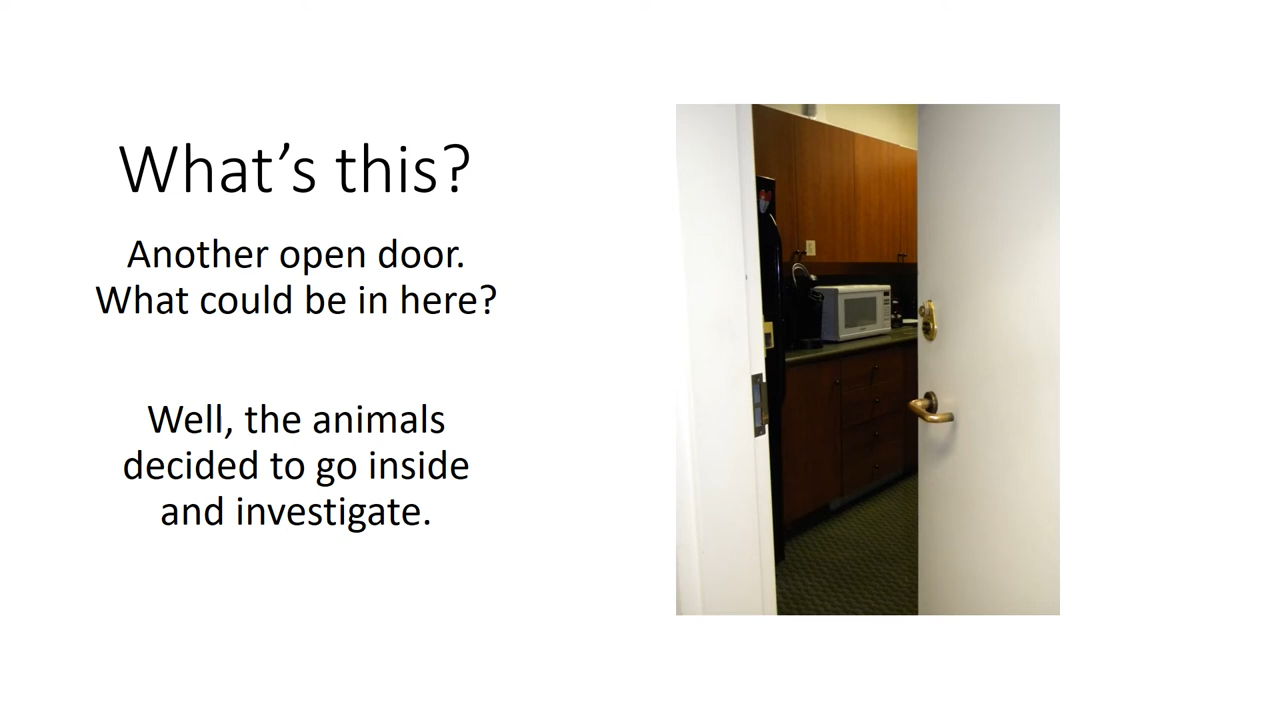 What’s this?
Another open door.
What could be in here?
Well, the animals
decided to go inside
and investigate.